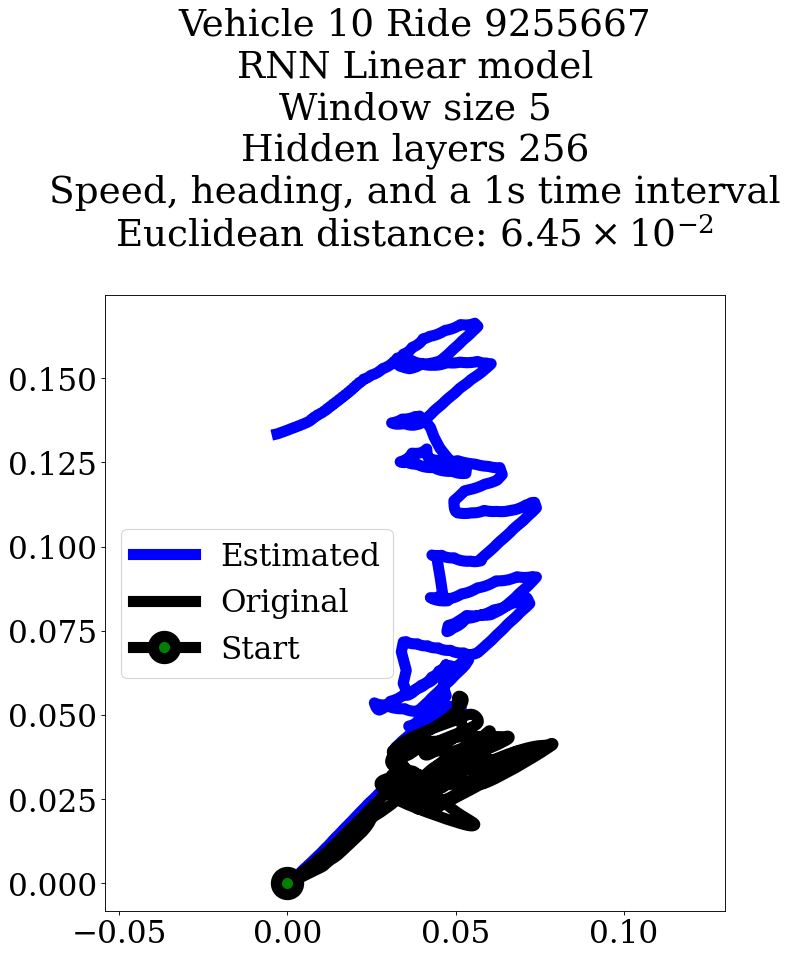 Vehicle 10 Ride 9255667
RNN Linear model
Window size 5
Hidden layers 256
Speed, heading, and a 1s time interval
Euclidean distance: 6.45 × 10⁻²
0.150
0.125
0.100
0.075
0.050
0.025
0.000
Estimated
Original
Start
−0.05 0.00 0.05 0.10